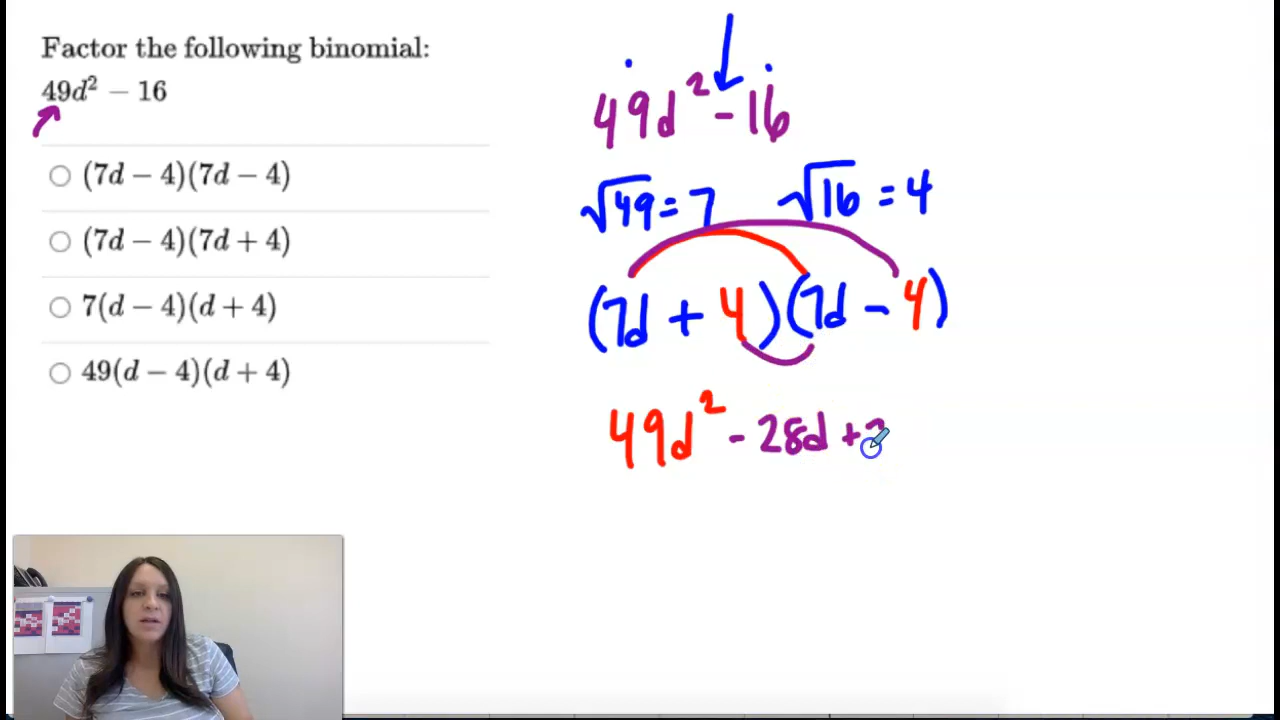 Factor the following binomial:
49d² − 16
(7d − 4)(7d − 4)
(7d − 4)(7d + 4)
7(d − 4)(d + 4)
49(d − 4)(d + 4)
49d² - 16
√49 = 7 √16 = 4
(7d + 4)(7d - 4)
49d² - 28d +